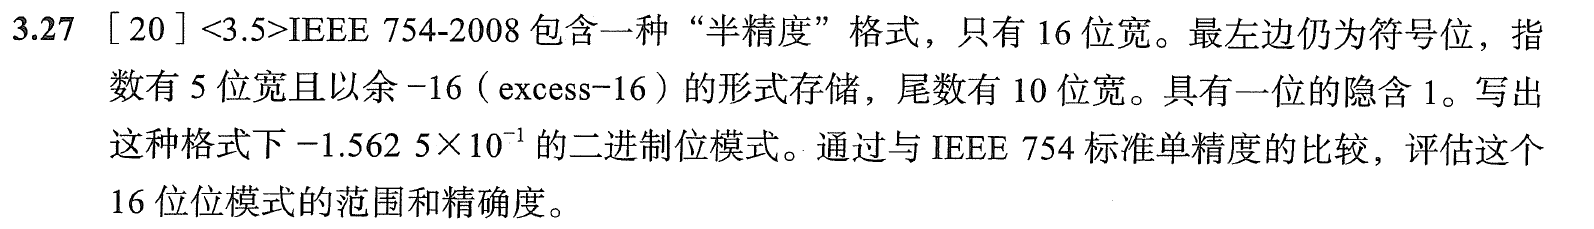 3.27 ［20］<3.5>IEEE 754-2008 包含一种“半精度”格式，只有 16 位宽。最左边仍为符号位，指
数有 5 位宽且以余 -16（excess-16）的形式存储，尾数有 10 位宽。具有一位的隐含 1。写出
这种格式下 -1.562 5×10⁻¹ 的二进制位模式。通过与 IEEE 754 标准单精度的比较，评估这个
16 位位模式的范围和精确度。